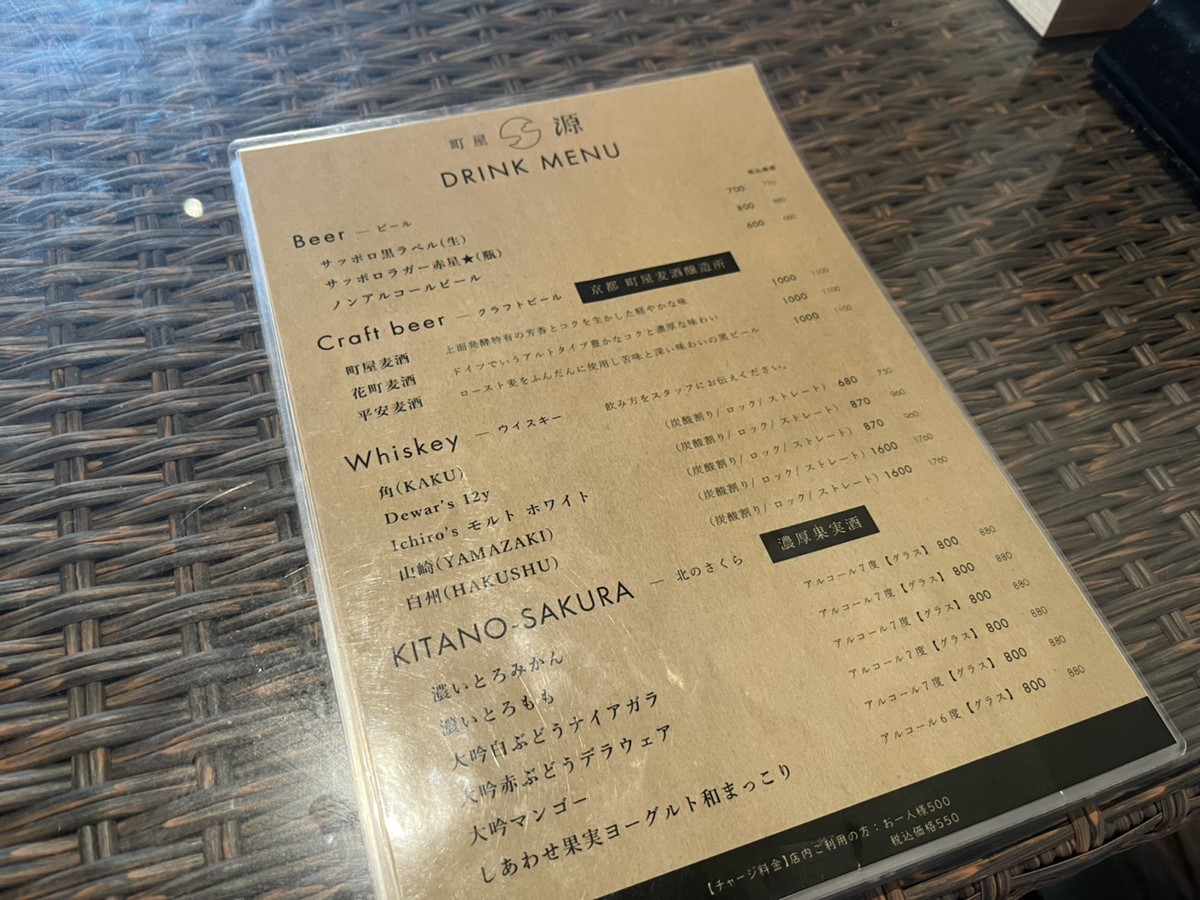 町屋 源
DRINK MENU
税込価格
Beer — ビール
サッポロ黒ラベル(生) 700 770
サッポロラガー赤星★(瓶) 800 880
ノンアルコールビール 600 660
Craft beer — クラフトビール 京都 町屋麦酒醸造所
町屋麦酒 上面発酵特有の芳香とコクを生かした軽やかな味 1000 1100
花町麦酒 ドイツでいうアルトタイプ豊かなコクと濃厚な味わい 1000 1100
平安麦酒 ロースト麦をふんだんに使用し苦味と深い味わいの黒ビール 1000 1100
Whiskey — ウイスキー 飲み方をスタッフにお伝えください。
角(KAKU) (炭酸割り/ ロック/ ストレート) 680 750
Dewar's 12y (炭酸割り/ ロック/ ストレート) 870 960
Ichiro's モルト ホワイト (炭酸割り/ ロック/ ストレート) 870 960
山崎(YAMAZAKI) (炭酸割り/ ロック/ ストレート) 1600 1760
白州(HAKUSHU) (炭酸割り/ ロック/ ストレート) 1600 1760
KITANO-SAKURA — 北のさくら 濃厚果実酒
濃いとろみかん アルコール7度【グラス】 800 880
濃いとろもも アルコール7度【グラス】 800 880
大吟白ぶどうナイアガラ アルコール7度【グラス】 800 880
大吟赤ぶどうデラウェア アルコール7度【グラス】 800 880
大吟マンゴー アルコール7度【グラス】 800 880
しあわせ果実ヨーグルト和まっこり アルコール6度【グラス】 800 880
【チャージ料金】店内ご利用の方：お一人様500
税込価格550